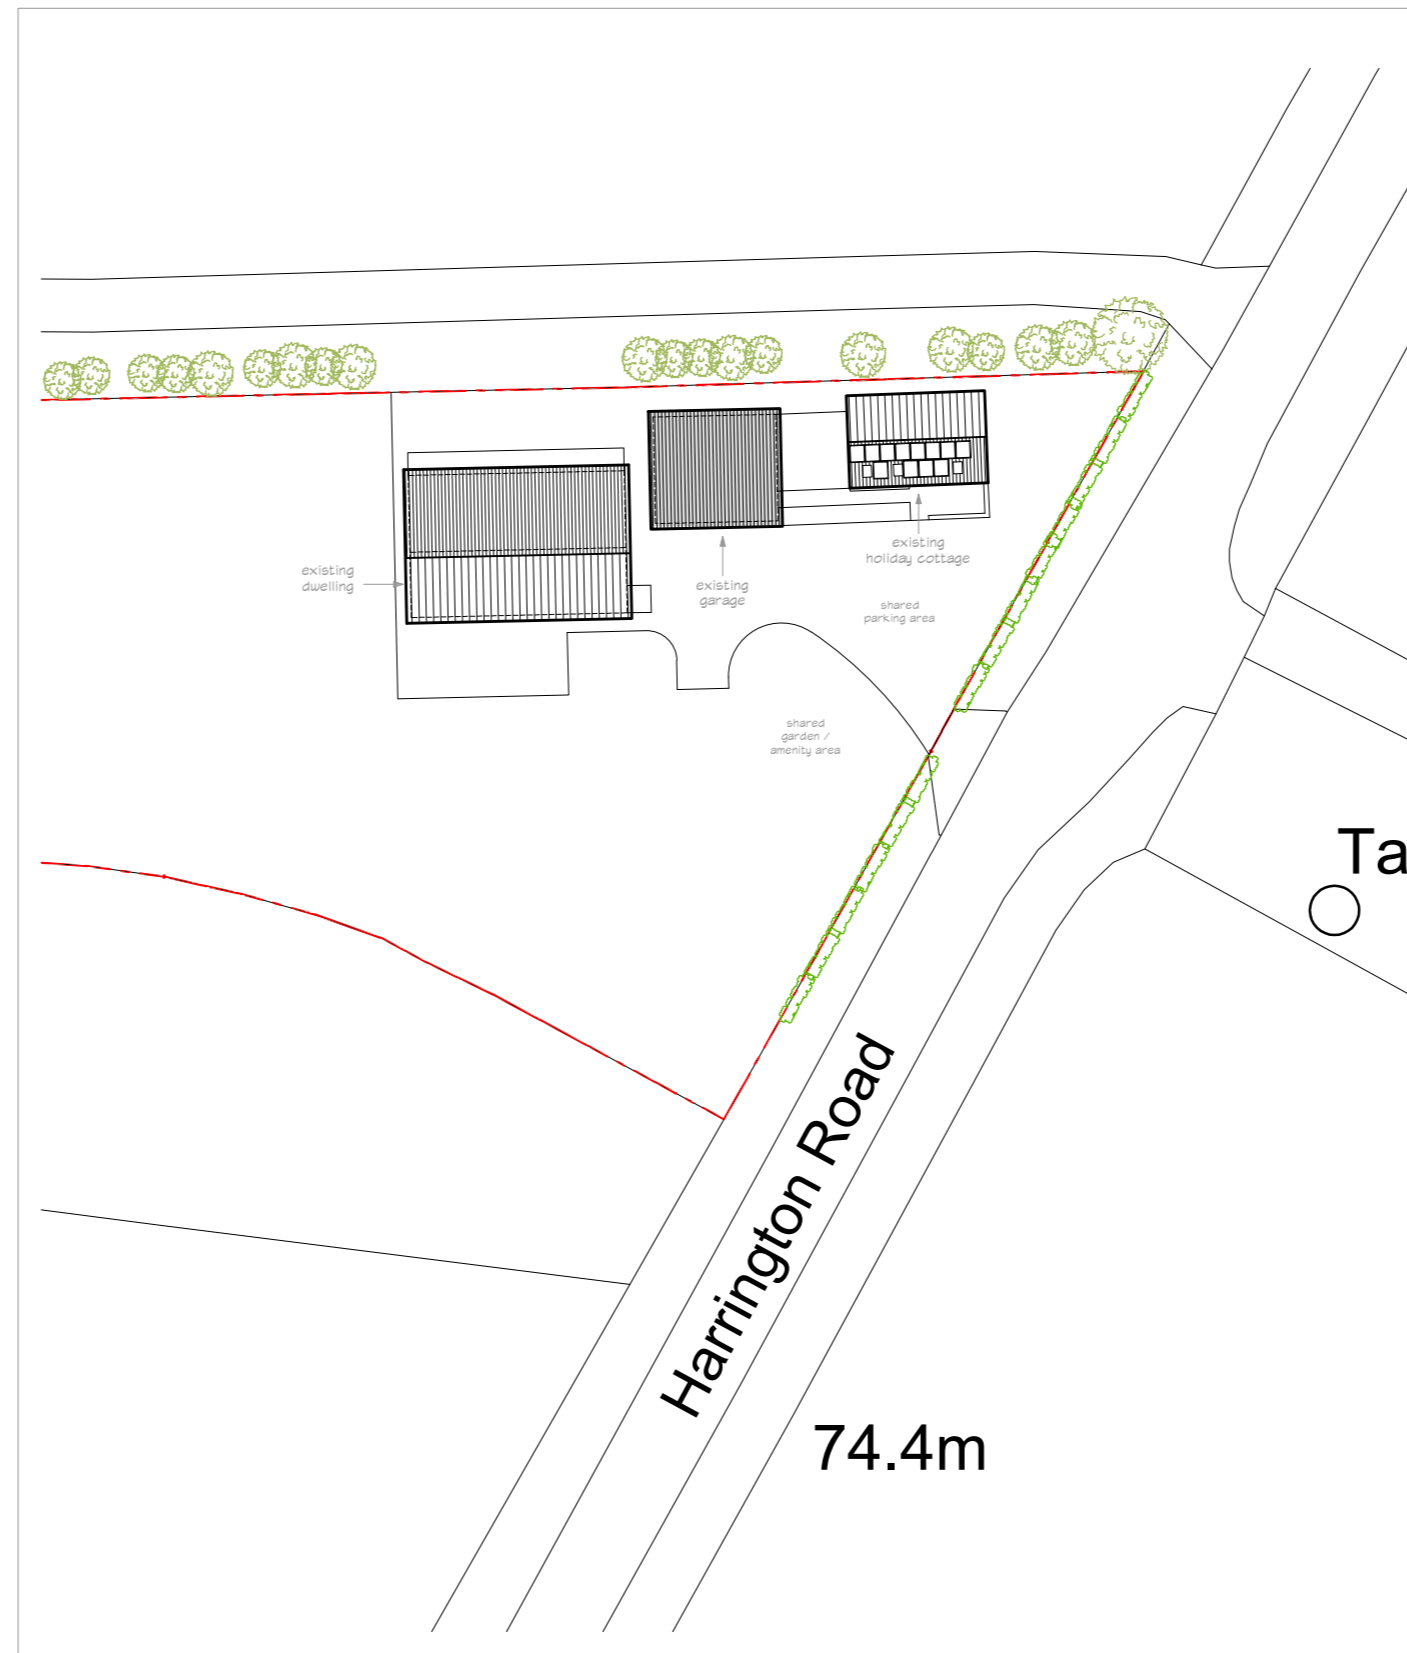 existing
holiday cottage
existing
dwelling
existing
garage
shared
parking area
shared
garden /
amenity area
Ta
Harrington Road
74.4m